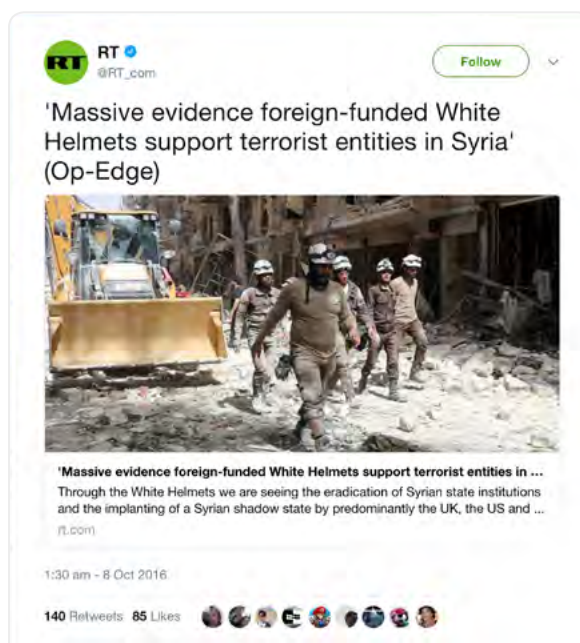 RT
RT
@RT_com
Follow
'Massive evidence foreign-funded White
Helmets support terrorist entities in Syria'
(Op-Edge)
'Massive evidence foreign-funded White Helmets support terrorist entities in ...
Through the White Helmets we are seeing the eradication of Syrian state institutions
and the implanting of a Syrian shadow state by predominantly the UK, the US and ...
rt.com
1:30 am - 8 Oct 2016
140 Retweets 85 Likes